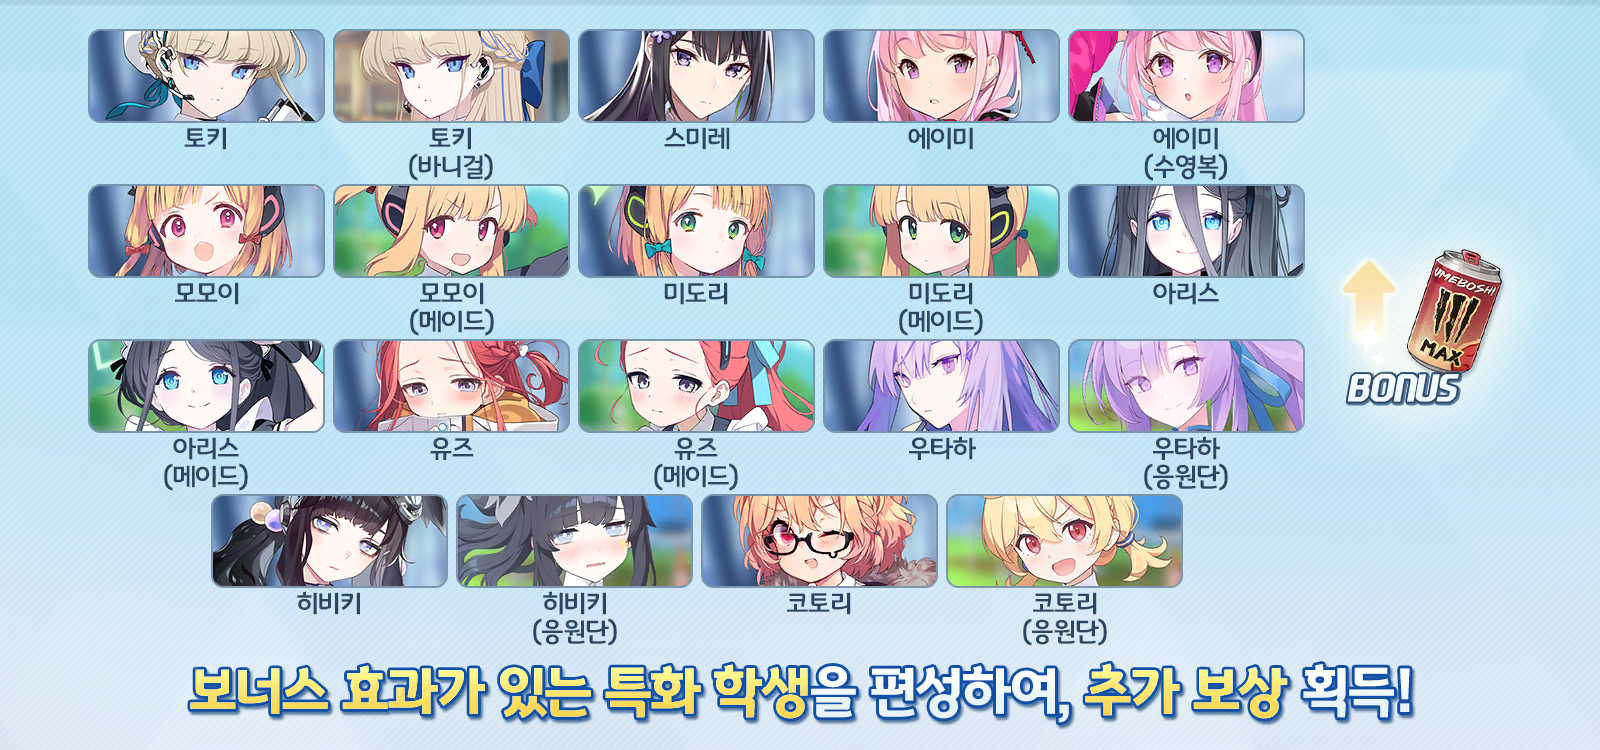 토키
토키
(바니걸)
스미레
에이미
에이미
(수영복)
모모이
모모이
(메이드)
미도리
미도리
(메이드)
아리스
UMEBOSHI
MAX
BONUS
아리스
(메이드)
유즈
유즈
(메이드)
우타하
우타하
(응원단)
히비키
히비키
(응원단)
코토리
코토리
(응원단)
보너스 효과가 있는 특화 학생을 편성하여, 추가 보상 획득!